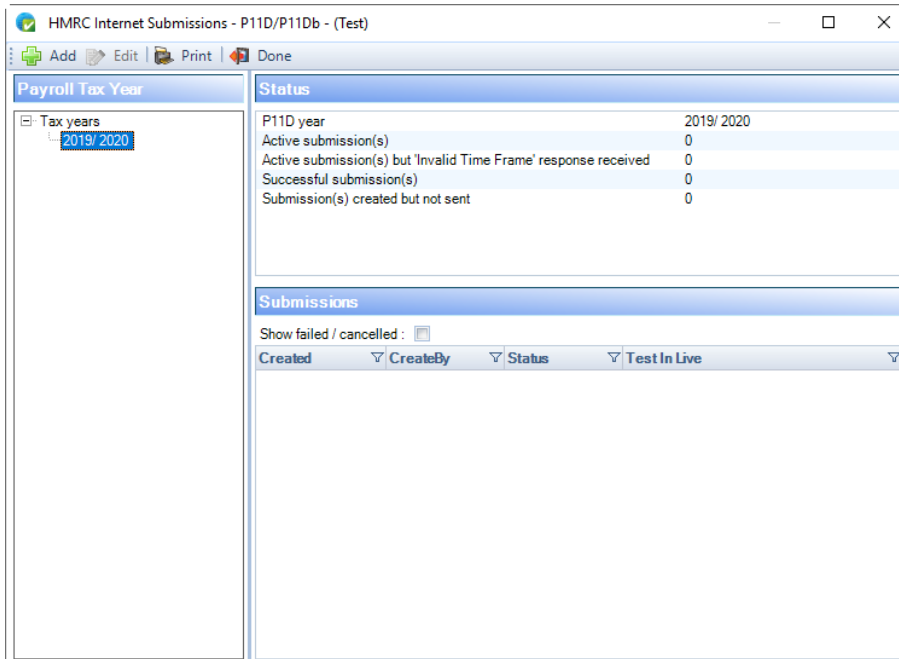 HMRC Internet Submissions - P11D/P11Db - (Test)
Add Edit Print Done
Payroll Tax Year
Tax years
2019/ 2020
Status
P11D year 2019/ 2020
Active submission(s) 0
Active submission(s) but 'Invalid Time Frame' response received 0
Successful submission(s) 0
Submission(s) created but not sent 0
Submissions
Show failed / cancelled :
Created CreateBy Status Test In Live